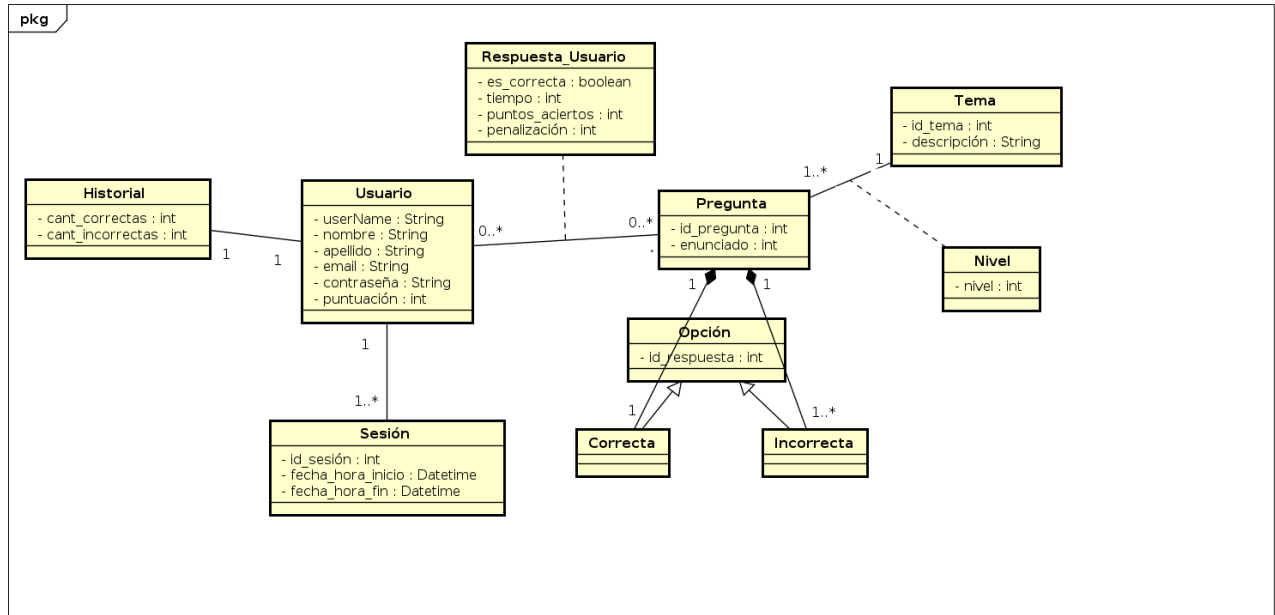 pkg
Respuesta_Usuario
- es_correcta : boolean
- tiempo : int
- puntos_aciertos : int
- penalización : int
Tema
- id_tema : int
- descripción : String
1
1..*
Historial
- cant_correctas : int
- cant_incorrectas : int
1
1
Usuario
- userName : String
- nombre : String
- apellido : String
- email : String
- contraseña : String
- puntuación : int
0..*
0..*
Pregunta
- id_pregunta : int
- enunciado : int
Nivel
- nivel : int
1
1
Opción
- id_respuesta : int
1
1..*
1
1..*
Sesión
- id_sesión : int
- fecha_hora_inicio : Datetime
- fecha_hora_fin : Datetime
Correcta
Incorrecta